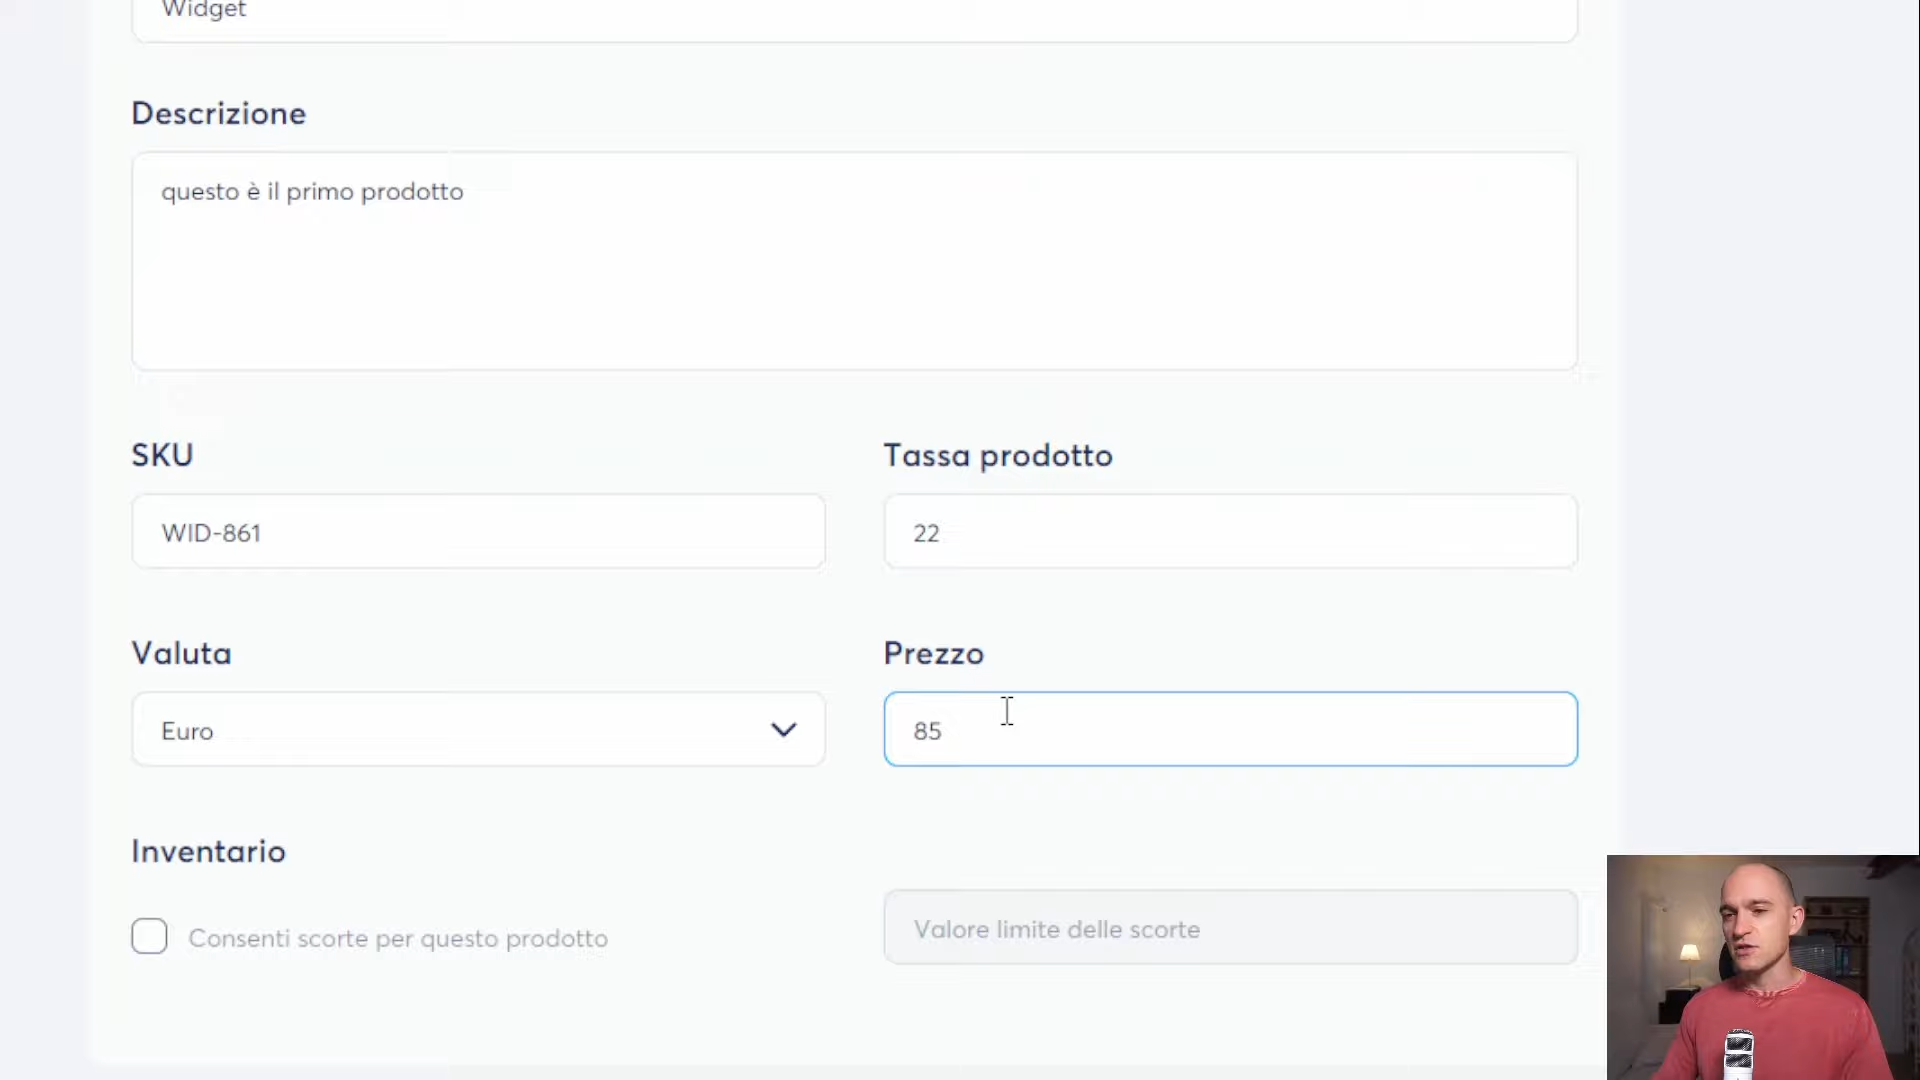 Widget
Descrizione
questo è il primo prodotto
SKU
Tassa prodotto
WID-861
22
Valuta
Prezzo
Euro
85
Inventario
Consenti scorte per questo prodotto
Valore limite delle scorte